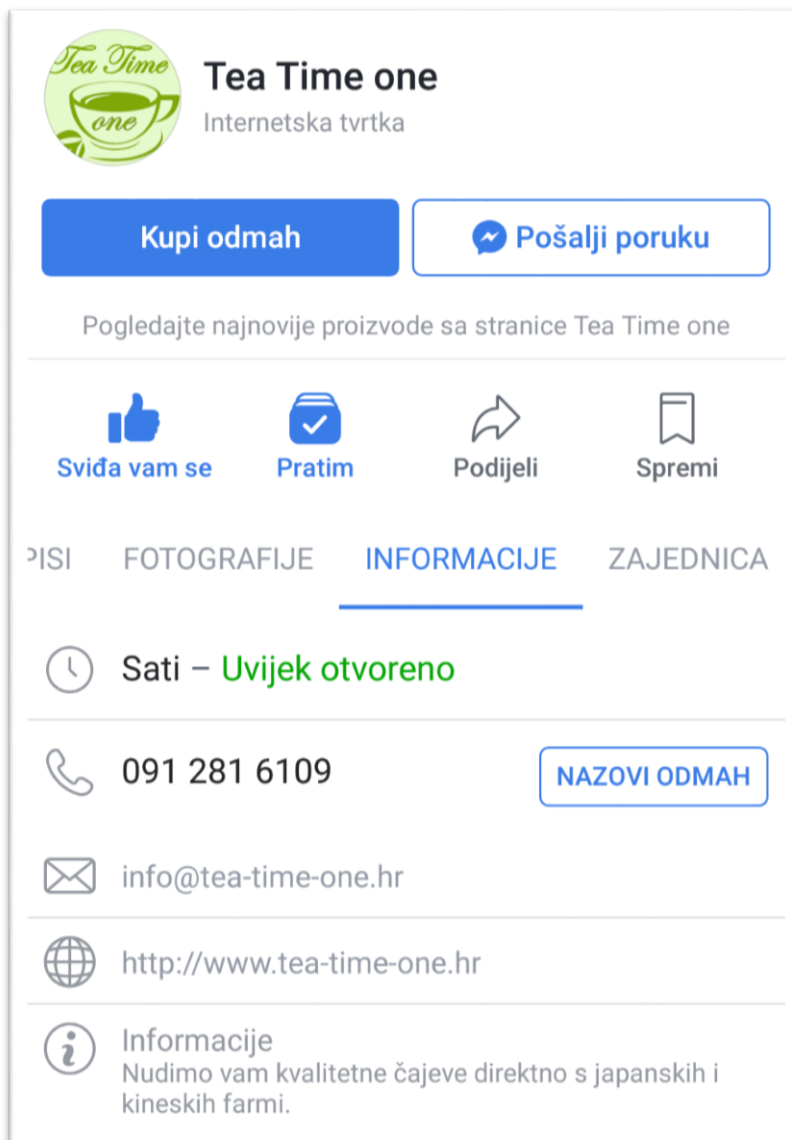 Tea Time
one
Tea Time one
Internetska tvrtka
Kupi odmah
Pošalji poruku
Pogledajte najnovije proizvode sa stranice Tea Time one
Sviđa vam se
Pratim
Podijeli
Spremi
PISI FOTOGRAFIJE INFORMACIJE ZAJEDNICA
Sati – Uvijek otvoreno
091 281 6109
NAZOVI ODMAH
info@tea-time-one.hr
http://www.tea-time-one.hr
Informacije
Nudimo vam kvalitetne čajeve direktno s japanskih i
kineskih farmi.